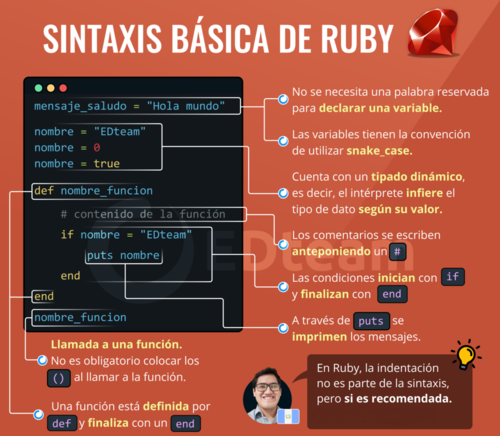 SINTAXIS BÁSICA DE RUBY
mensaje_saludo = "Hola mundo"
nombre = "EDteam"
nombre = 0
nombre = true
def nombre_funcion
# contenido de la función
if nombre = "EDteam"
puts nombre
end
end
nombre_funcion
No se necesita una palabra reservada
para declarar una variable.
Las variables tienen la convención
de utilizar snake_case.
Cuenta con un tipado dinámico,
es decir, el intérprete infiere el
tipo de dato según su valor.
Los comentarios se escriben
anteponiendo un #
Las condiciones inician con if
y finalizan con end
A través de puts se
imprimen los mensajes.
Llamada a una función.
No es obligatorio colocar los
() al llamar a la función.
Una función está definida por
def y finaliza con un end
En Ruby, la indentación
no es parte de la sintaxis,
pero si es recomendada.
EDteam